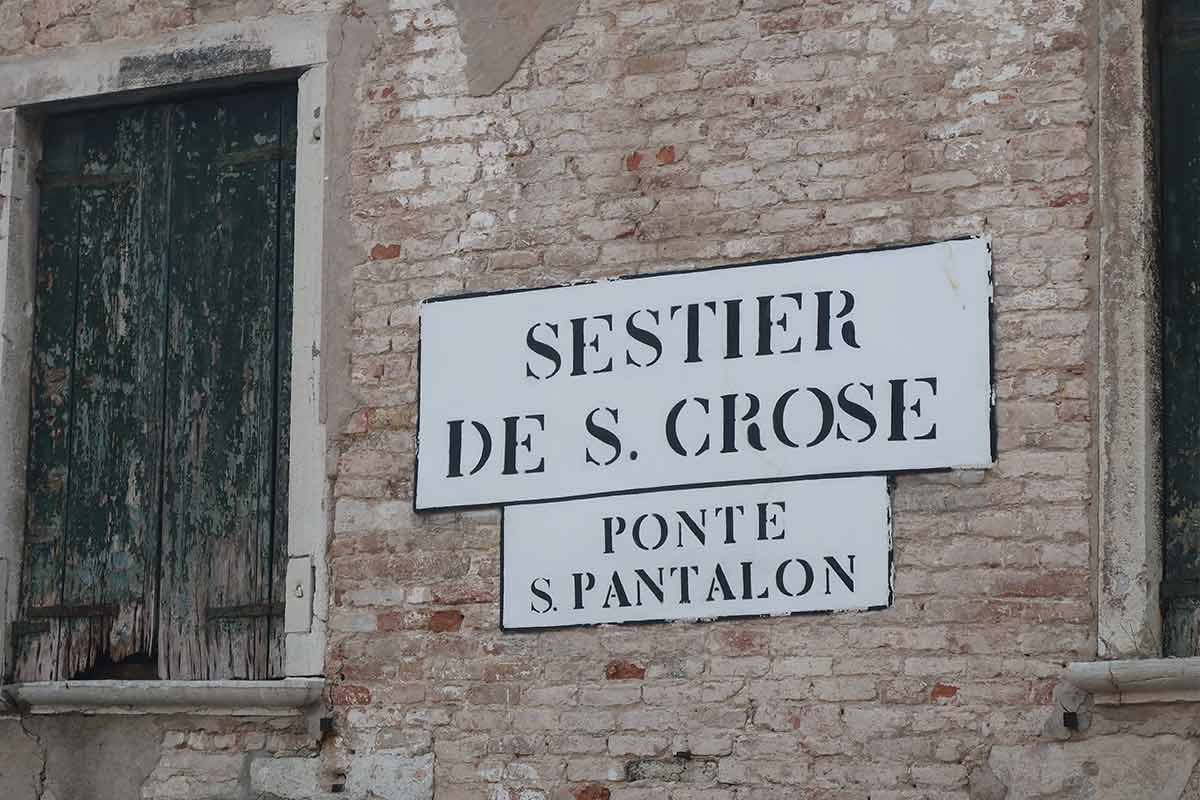 SESTIER
DE S. CROSE
PONTE
S. PANTALON